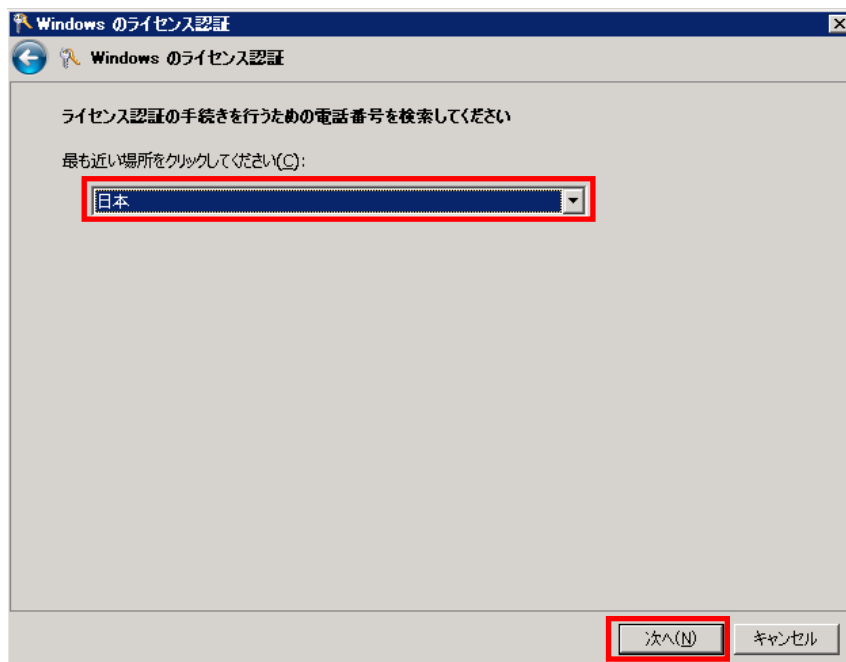 Windows のライセンス認証
Windows のライセンス認証
ライセンス認証の手続きを行うための電話番号を検索してください
最も近い場所をクリックしてください(C):
日本
次へ(N)
キャンセル